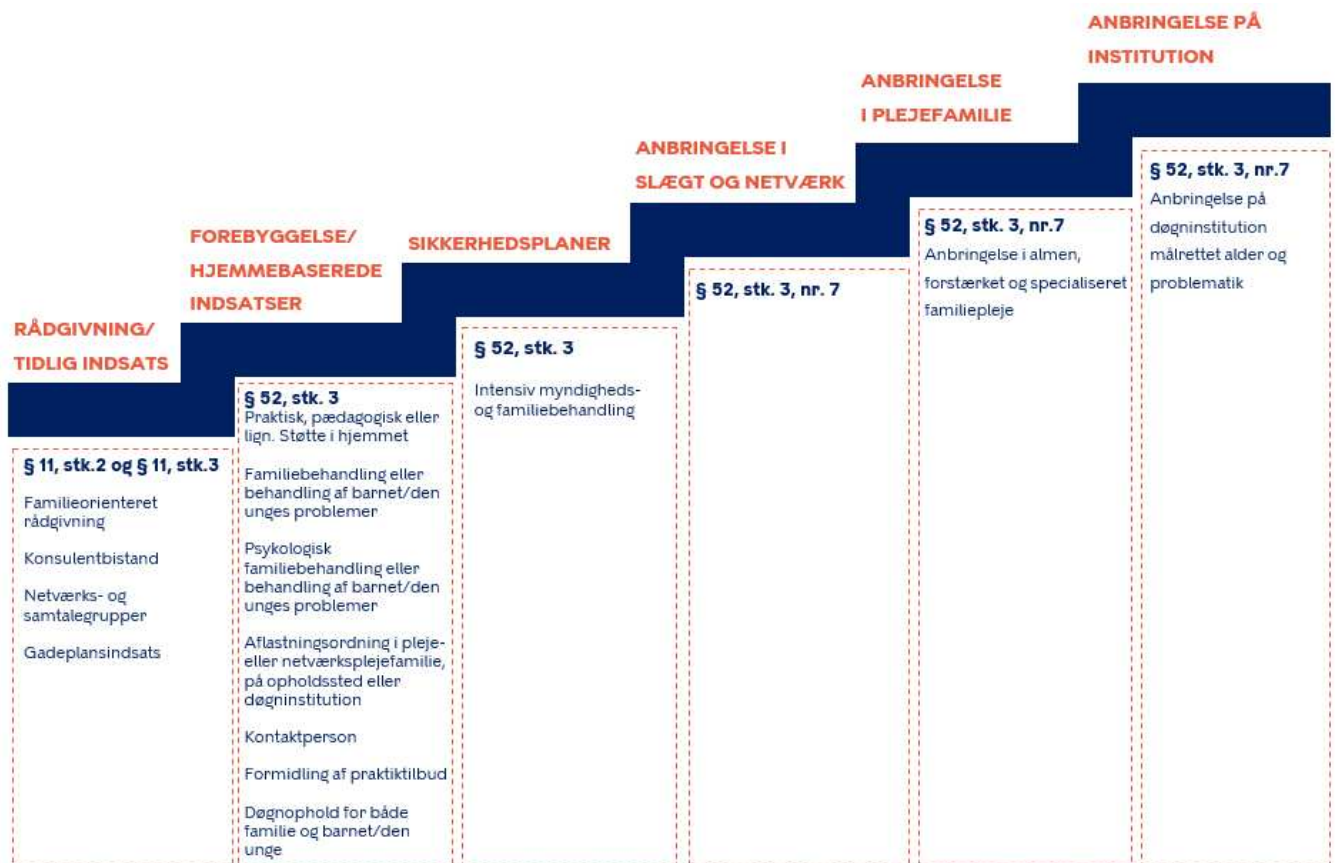 RÅDGIVNING/
TIDLIG INDSATS
§ 11, stk.2 og § 11, stk.3
Familieorienteret
rådgivning
Konsulentbistand
Netværks- og
samtalegrupper
Gadeplansindsats
FOREBYGGELSE/
HJEMMEBASEREDE
INDSATSER
§ 52, stk. 3
Praktisk, pædagogisk eller
lign. Støtte i hjemmet
Familiebehandling eller
behandling af barnet/den
unges problemer
Psykologisk
familiebehandling eller
behandling af barnet/den
unges problemer
Aflastningsordning i pleje-
eller netværksplejefamilie,
på opholdssted eller
døgninstitution
Kontaktperson
Formidling af praktiktilbud
Døgnophold for både
familie og barnet/den
unge
SIKKERHEDSPLANER
§ 52, stk. 3
Intensiv myndigheds-
og familiebehandling
ANBRINGELSE I
SLÆGT OG NETVÆRK
§ 52, stk. 3, nr. 7
ANBRINGELSE
I PLEJEFAMILIE
§ 52, stk. 3, nr.7
Anbringelse i almen,
forstærket og specialiseret
familiepleje
ANBRINGELSE PÅ
INSTITUTION
§ 52, stk. 3, nr.7
Anbringelse på
døgninstitution
målrettet alder og
problematik